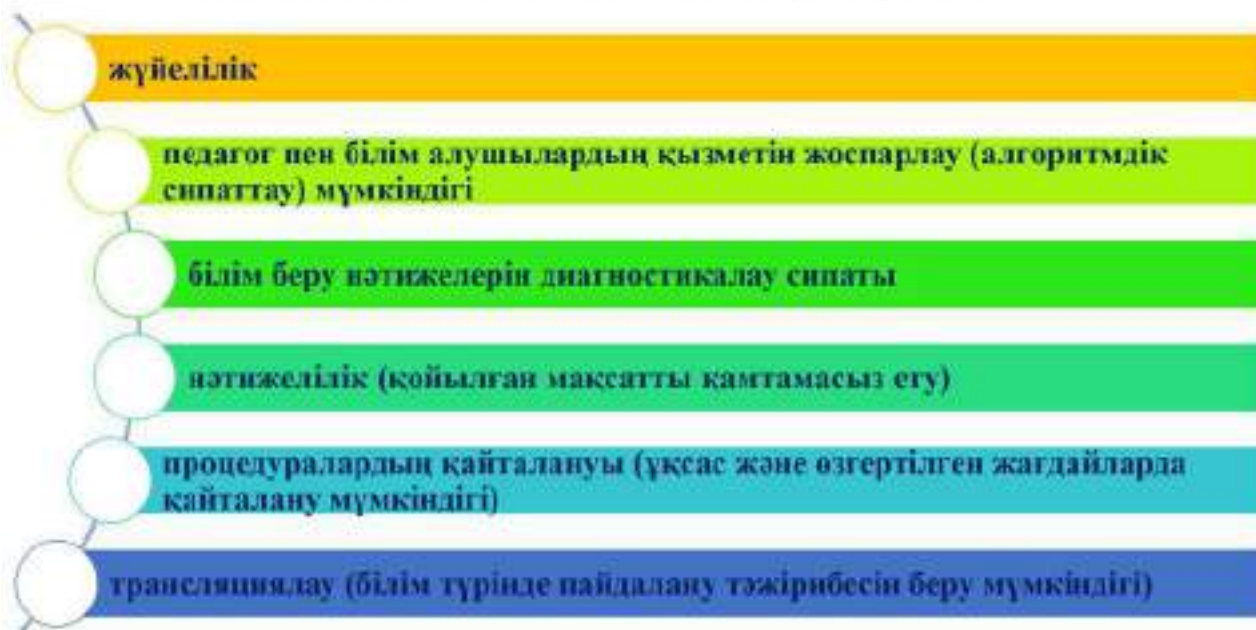 жүйелілік
педагог пен білім алушылардың қызметін жоспарлау (алгоритмдік
сипаттау) мүмкіндігі
білім беру нәтижелерін диагностикалау сипаты
нәтижелілік (қойылған мақсатты қамтамасыз ету)
процедуралардың қайталануы (ұқсас және өзгертілген жағдайларда
қайталану мүмкіндігі)
трансляциялау (білім түрінде пайдалану тәжірибесін беру мүмкіндігі)